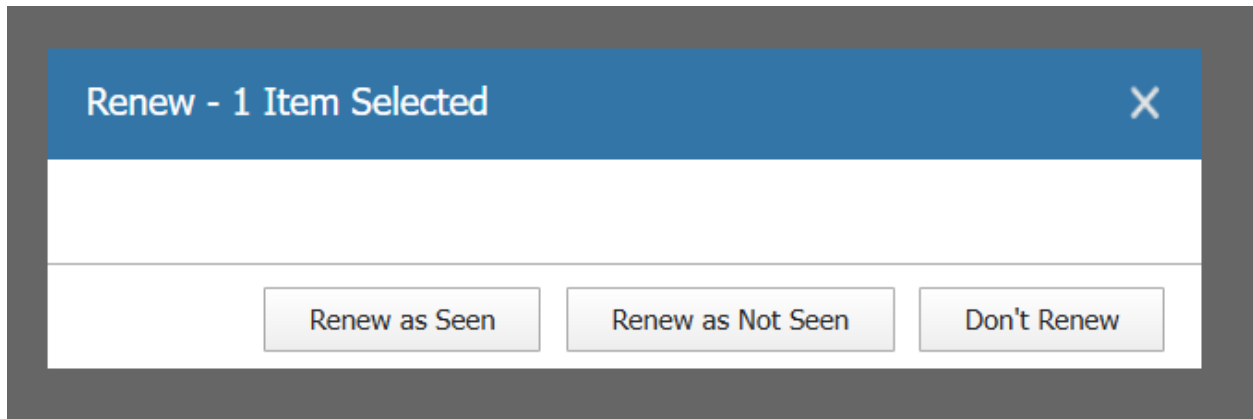 Renew - 1 Item Selected
Renew as Seen
Renew as Not Seen
Don't Renew